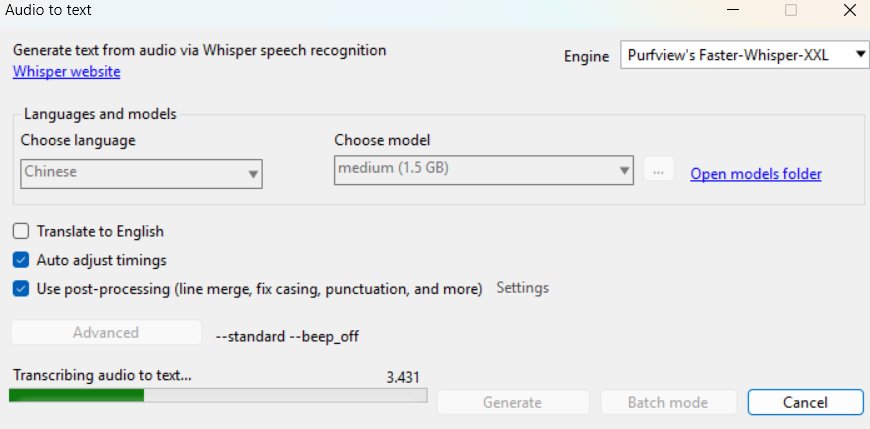 Audio to text
Generate text from audio via Whisper speech recognition
Whisper website
Engine
Purfview's Faster-Whisper-XXL
Languages and models
Choose language
Chinese
Choose model
medium (1.5 GB)
...
Open models folder
Translate to English
Auto adjust timings
Use post-processing (line merge, fix casing, punctuation, and more)
Settings
Advanced
--standard --beep_off
Transcribing audio to text...
3.431
Generate
Batch mode
Cancel